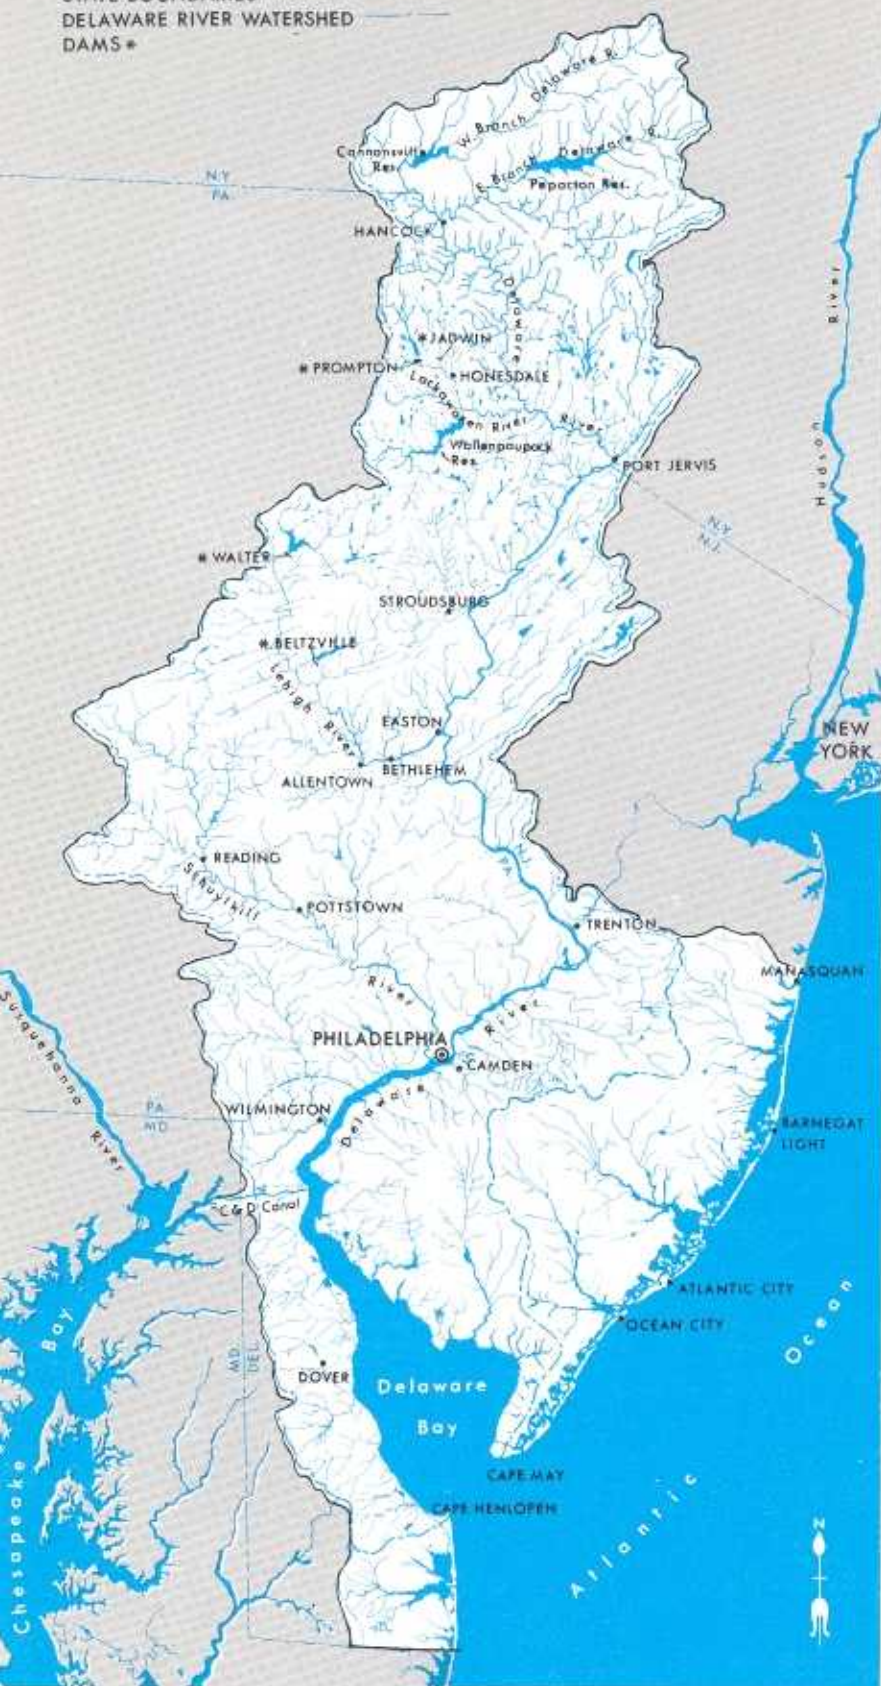 DELAWARE RIVER WATERSHED
DAMS *
W. Branch Delaware R.
Cannonsville
Res.
E. Branch Delaware R.
Pepacton Res.
N.Y.
PA.
HANCOCK
Delaware
River
* JADWIN
* PROMPTON
HONESDALE
Lackawaxen River
Wallenpaupack
Res.
PORT JERVIS
Hudson River
N.Y.
N.J.
* WALTER
STROUDSBURG
* BELTZVILLE
Lehigh River
EASTON
BETHLEHEM
ALLENTOWN
NEW
YORK
READING
PA.
Schuylkill
River
POTTSTOWN
TRENTON
MANASQUAN
Susquehanna River
PHILADELPHIA
CAMDEN
Delaware River
WILMINGTON
PA.
MD.
BARNEGAT
LIGHT
C & D Canal
ATLANTIC CITY
OCEAN CITY
MD.
DEL.
DOVER
Delaware
Bay
CAPE MAY
CAPE HENLOPEN
Chesapeake Bay
Atlantic Ocean
N